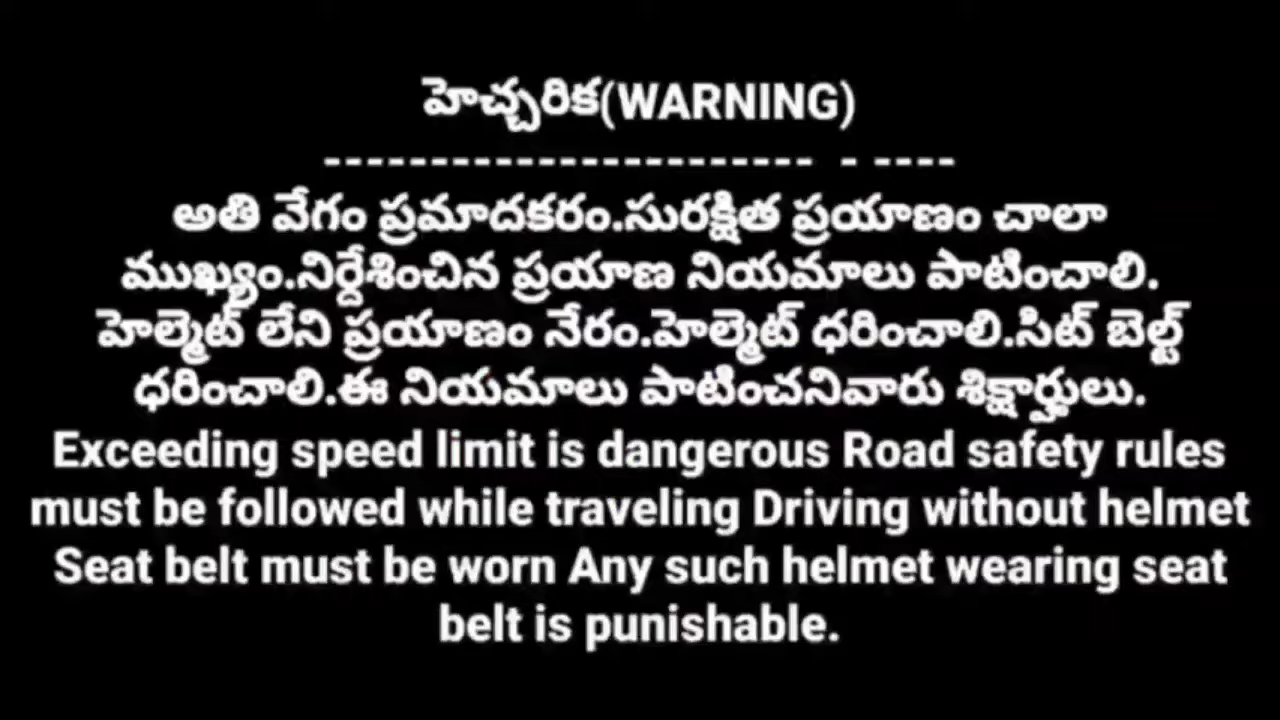 హెచ్చరిక(WARNING)
----------------------- - ----
అతి వేగం ప్రమాదకరం.సురక్షిత ప్రయాణం చాలా
ముఖ్యం.నిర్దేశించిన ప్రయాణ నియమాలు పాటించాలి.
హెల్మెట్ లేని ప్రయాణం నేరం.హెల్మెట్ ధరించాలి.సిట్ బెల్ట్
ధరించాలి.ఈ నియమాలు పాటించనివారు శిక్షార్హులు.
Exceeding speed limit is dangerous Road safety rules
must be followed while traveling Driving without helmet
Seat belt must be worn Any such helmet wearing seat
belt is punishable.